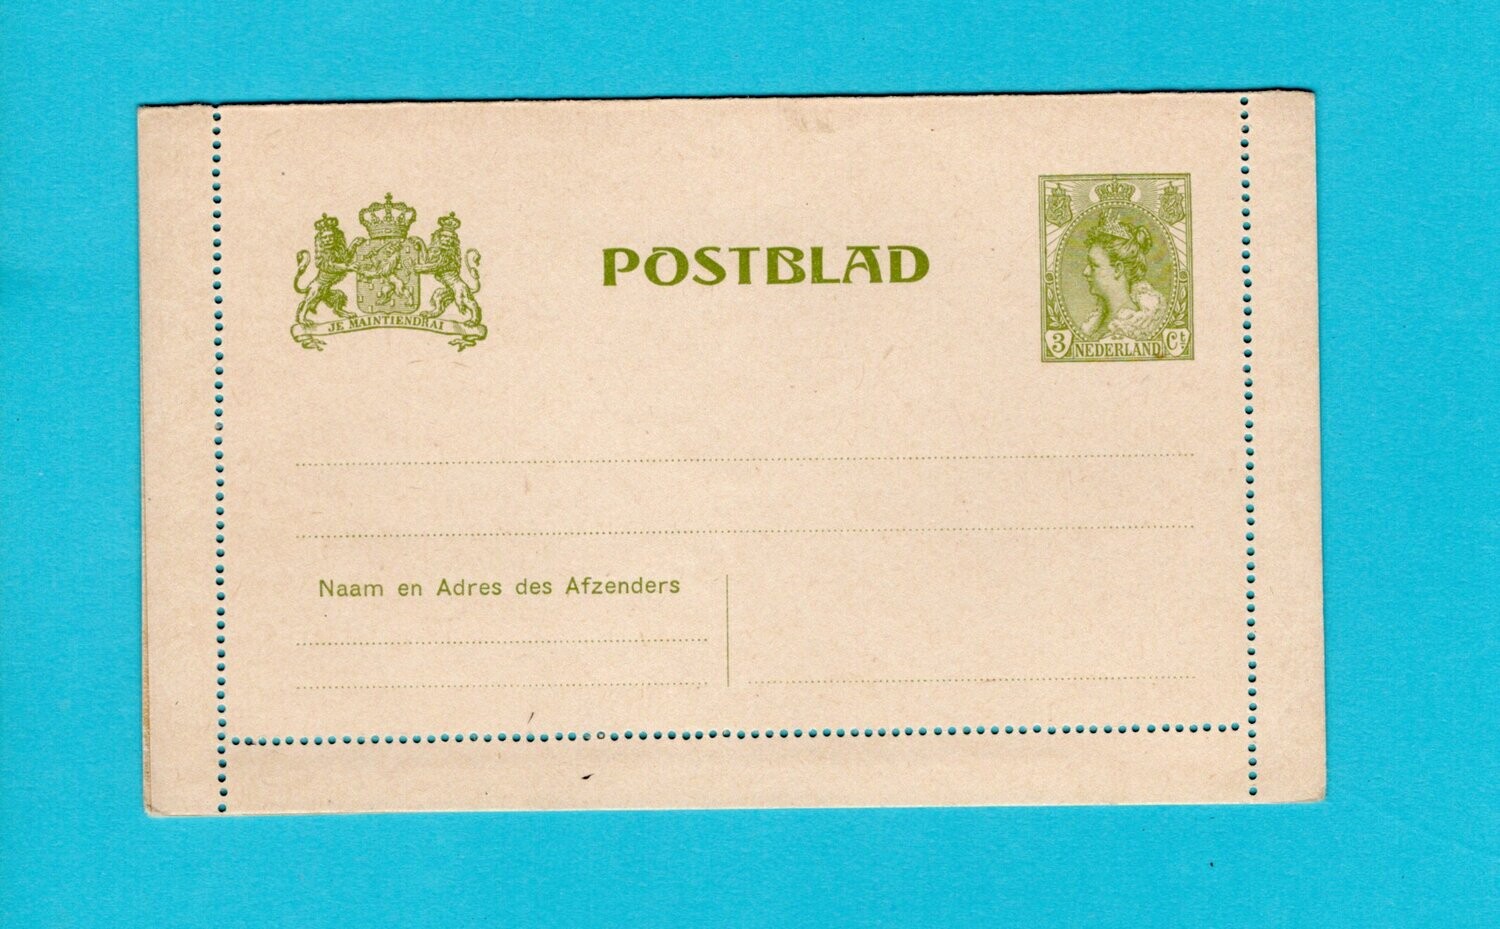 POSTBLAD
JE MAINTIENDRAI
3 NEDERLAND Ct.
Naam en Adres des Afzenders